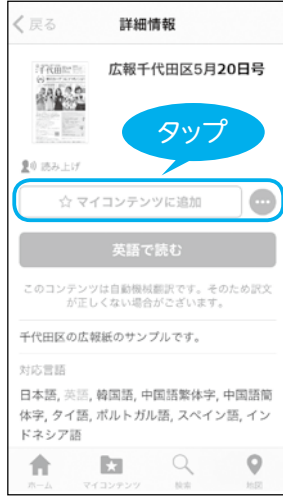 戻る
詳細情報
千代田
広報千代田区5月20日号
タップ
読み上げ
☆ マイコンテンツに追加
英語で読む
このコンテンツは自動機械翻訳です。そのため訳文
が正しくない場合がございます。
千代田区の広報紙のサンプルです。
対応言語
日本語, 英語, 韓国語, 中国語繁体字, 中国語簡
体字, タイ語, ポルトガル語, スペイン語, イン
ドネシア語
ホーム
マイコンテンツ
検索
地図